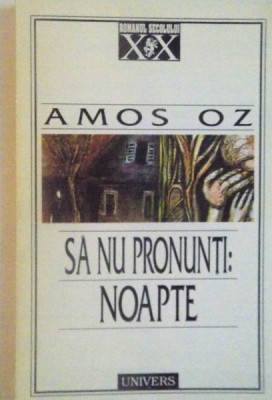 ROMANUL SECOLULUI
XX
AMOS OZ
SA NU PRONUNTI:
NOAPTE
UNIVERS